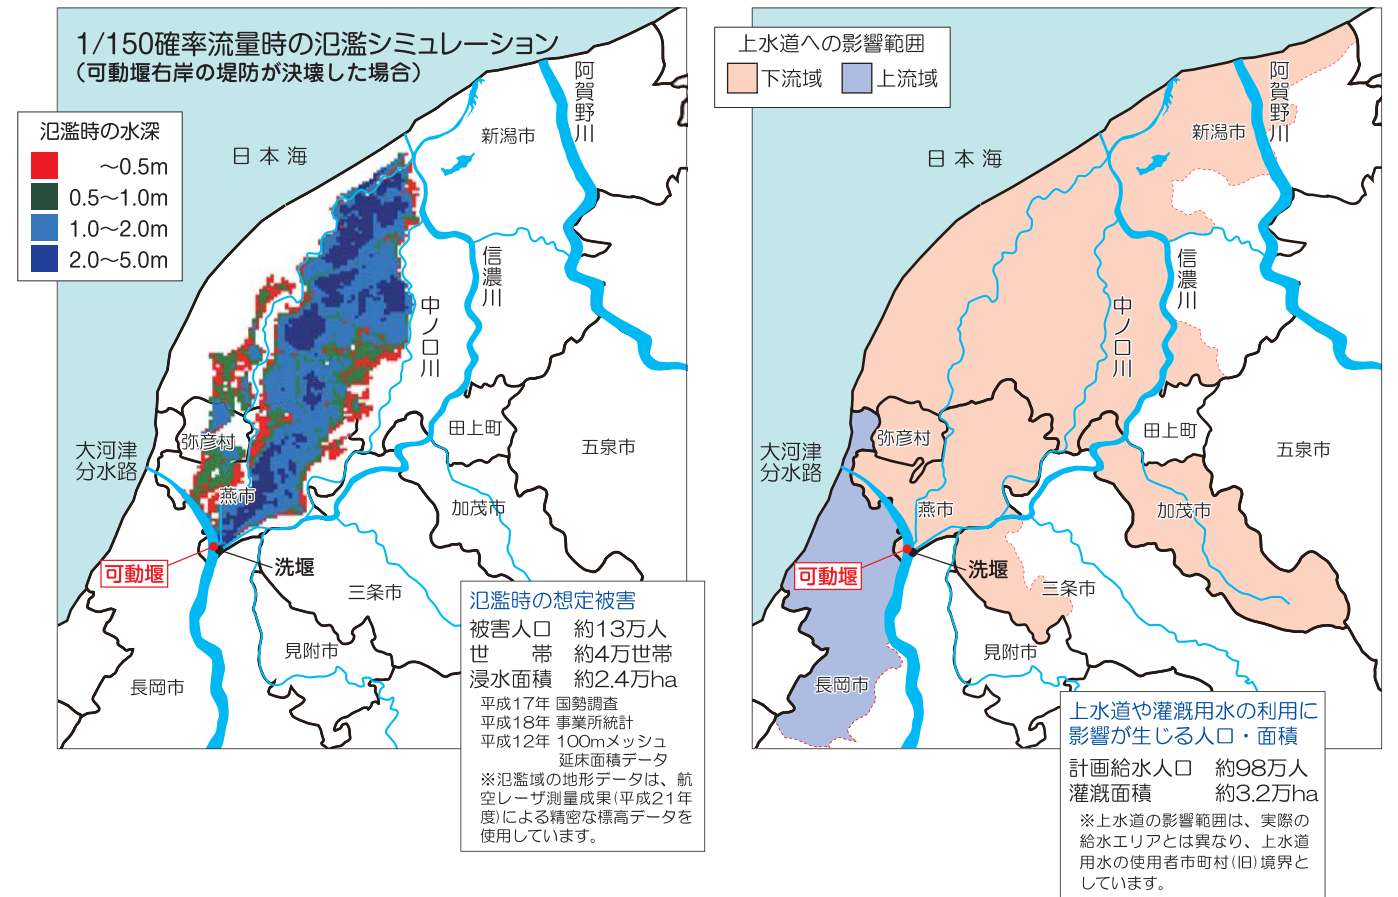 1/150確率流量時の氾濫シミュレーション
（可動堰右岸の堤防が決壊した場合）
氾濫時の水深
～0.5m
0.5～1.0m
1.0～2.0m
2.0～5.0m
日本海
新潟市
阿賀野川
信濃川
中ノ口川
弥彦村
大河津
分水路
燕市
田上町
五泉市
加茂市
可動堰
洗堰
三条市
見附市
長岡市
氾濫時の想定被害
被害人口　約13万人
世　　帯　約4万世帯
浸水面積　約2.4万ha
平成17年 国勢調査
平成18年 事業所統計
平成12年 100mメッシュ
延床面積データ
※氾濫域の地形データは、航
空レーザ測量成果(平成21年
度)による精密な標高データを
使用しています。
上水道への影響範囲
下流域
上流域
日本海
新潟市
阿賀野川
信濃川
中ノ口川
弥彦村
大河津
分水路
燕市
田上町
五泉市
加茂市
可動堰
洗堰
三条市
見附市
長岡市
上水道や灌漑用水の利用に
影響が生じる人口・面積
計画給水人口　約98万人
灌漑面積　　　約3.2万ha
※上水道の影響範囲は、実際の
給水エリアとは異なり、上水道
用水の使用者市町村(旧)境界と
しています。